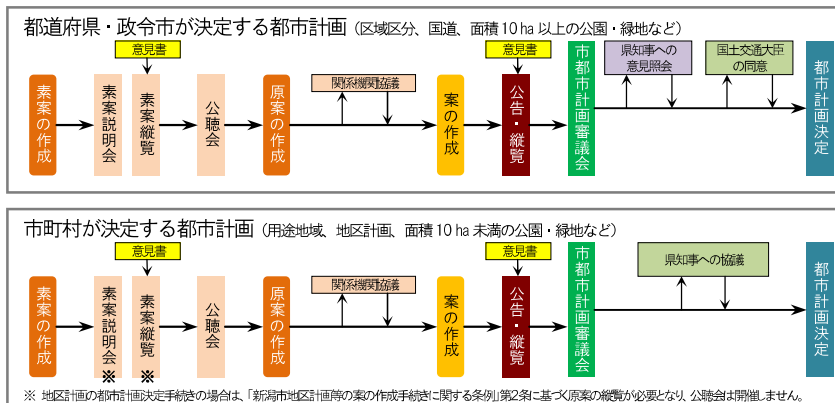 都道府県・政令市が決定する都市計画（区域区分、国道、面積10ha以上の公園・緑地など）
意見書
意見書
素案の作成
素案説明会
素案縦覧
公聴会
原案の作成
関係機関協議
案の作成
公告・縦覧
市都市計画審議会
県知事への
意見照会
国土交通大臣
の同意
都市計画決定
市町村が決定する都市計画（用途地域、地区計画、面積10ha未満の公園・緑地など）
意見書
意見書
素案の作成
素案説明会※
素案縦覧※
公聴会
原案の作成
関係機関協議
案の作成
公告・縦覧
市都市計画審議会
県知事への協議
都市計画決定
※ 地区計画の都市計画決定手続きの場合は、「新潟市地区計画等の案の作成手続きに関する条例」第2条に基づく原案の縦覧が必要となり、公聴会は開催しません。